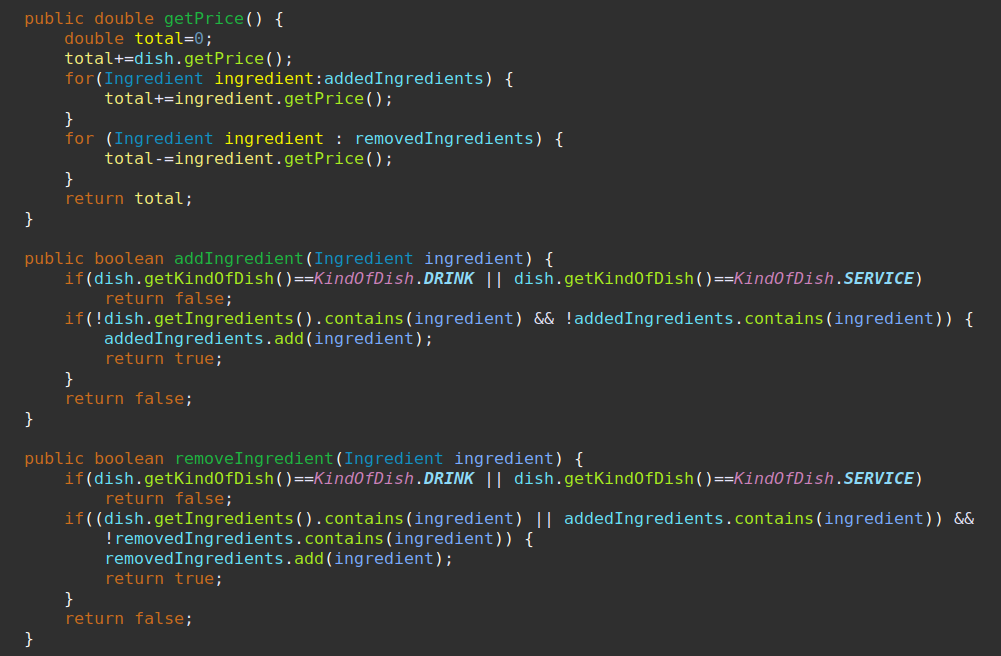 public double getPrice() {
    double total=0;
    total+=dish.getPrice();
    for(Ingredient ingredient:addedIngredients) {
        total+=ingredient.getPrice();
    }
    for (Ingredient ingredient : removedIngredients) {
        total-=ingredient.getPrice();
    }
    return total;
}

public boolean addIngredient(Ingredient ingredient) {
    if(dish.getKindOfDish()==KindOfDish.DRINK || dish.getKindOfDish()==KindOfDish.SERVICE)
        return false;
    if(!dish.getIngredients().contains(ingredient) && !addedIngredients.contains(ingredient)) {
        addedIngredients.add(ingredient);
        return true;
    }
    return false;
}

public boolean removeIngredient(Ingredient ingredient) {
    if(dish.getKindOfDish()==KindOfDish.DRINK || dish.getKindOfDish()==KindOfDish.SERVICE)
        return false;
    if((dish.getIngredients().contains(ingredient) || addedIngredients.contains(ingredient)) &&
        !removedIngredients.contains(ingredient)) {
        removedIngredients.add(ingredient);
        return true;
    }
    return false;
}